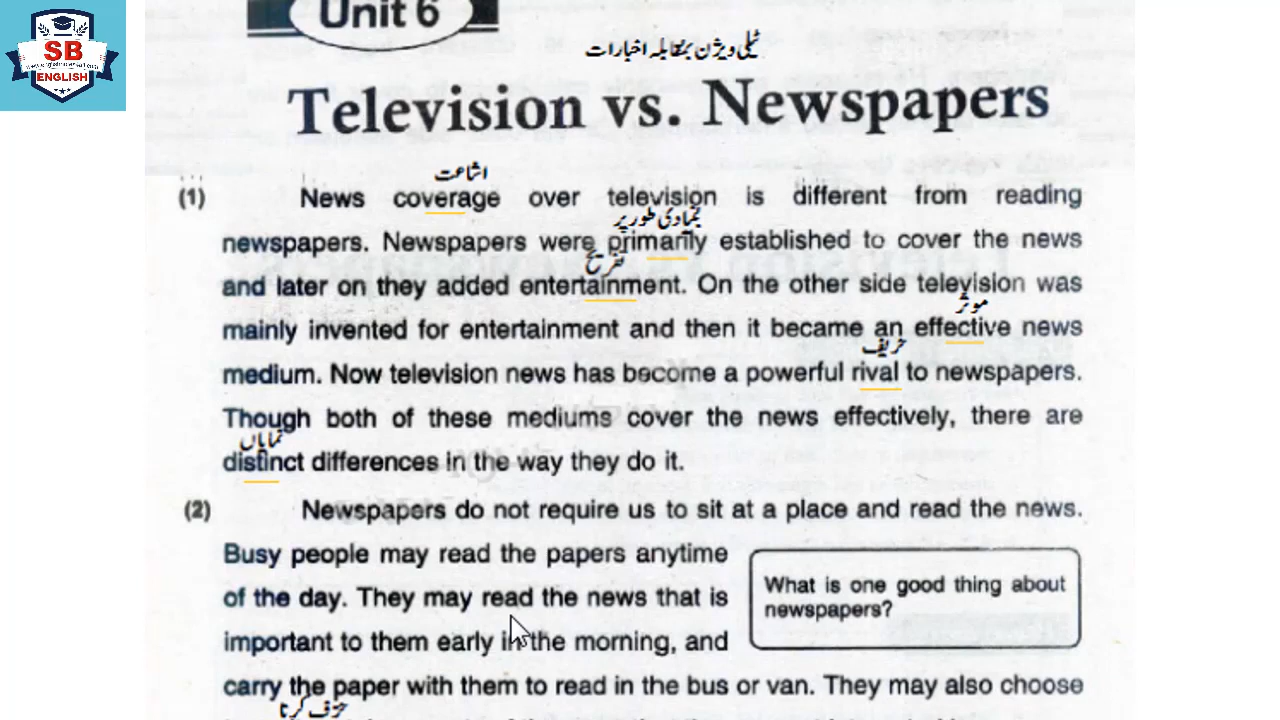 Unit 6
SB
ENGLISH
ٹیلی ویژن بمقابلہ اخبارات
Television vs. Newspapers
اشاعت
(1) News coverage over television is different from reading
بنیادی طور پر
newspapers. Newspapers were primarily established to cover the news
تفریح
and later on they added entertainment. On the other side television was
موثر
mainly invented for entertainment and then it became an effective news
حریف
medium. Now television news has become a powerful rival to newspapers.
Though both of these mediums cover the news effectively, there are
نمایاں
distinct differences in the way they do it.
(2) Newspapers do not require us to sit at a place and read the news.
Busy people may read the papers anytime
of the day. They may read the news that is
important to them early in the morning, and
What is one good thing about
newspapers?
carry the paper with them to read in the bus or van. They may also choose
حذف کرنا